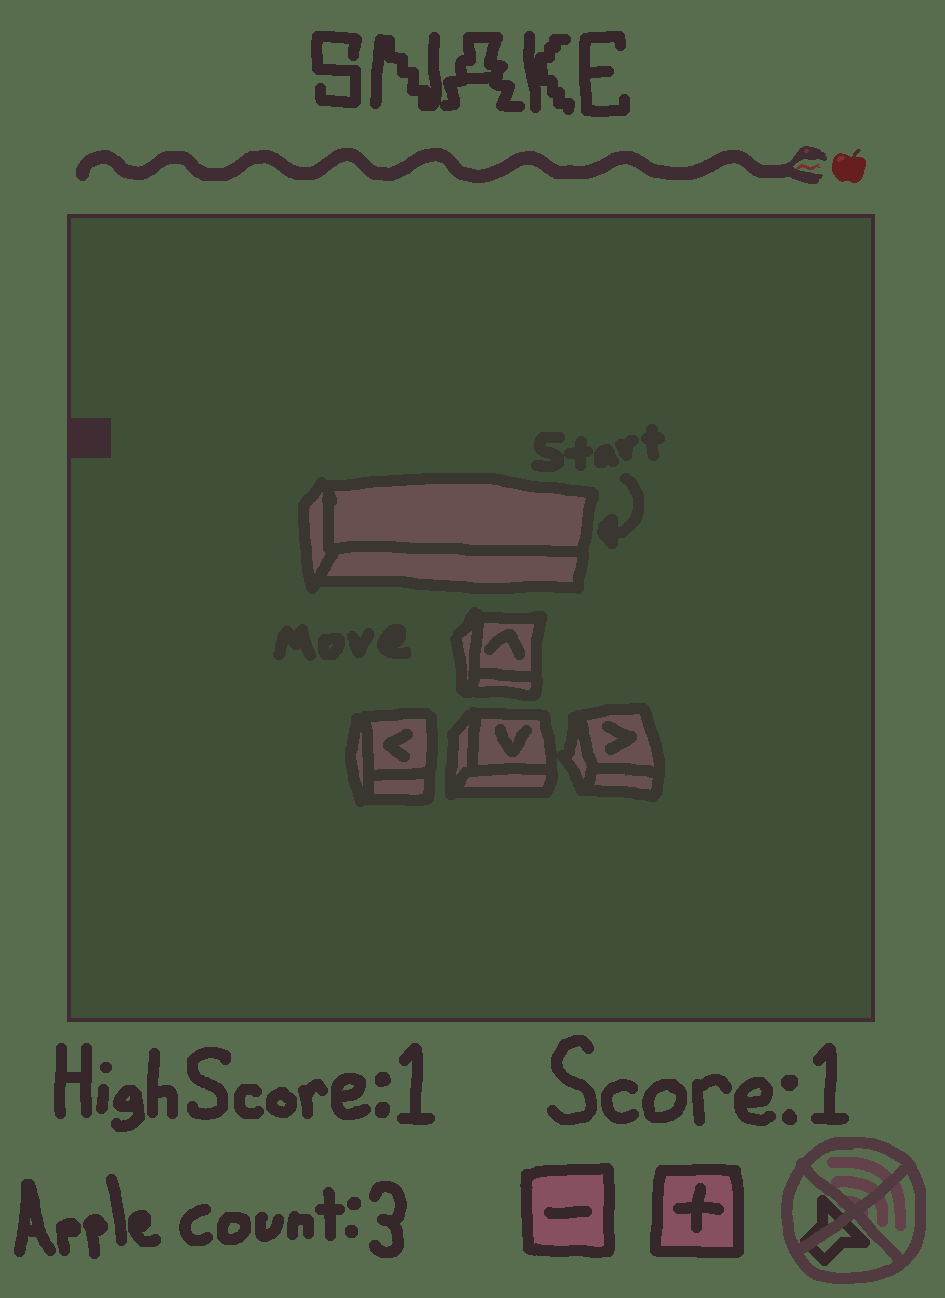 SNAKE
Start
Move
^
< v >
HighScore:1 Score:1
Apple count:3 - +